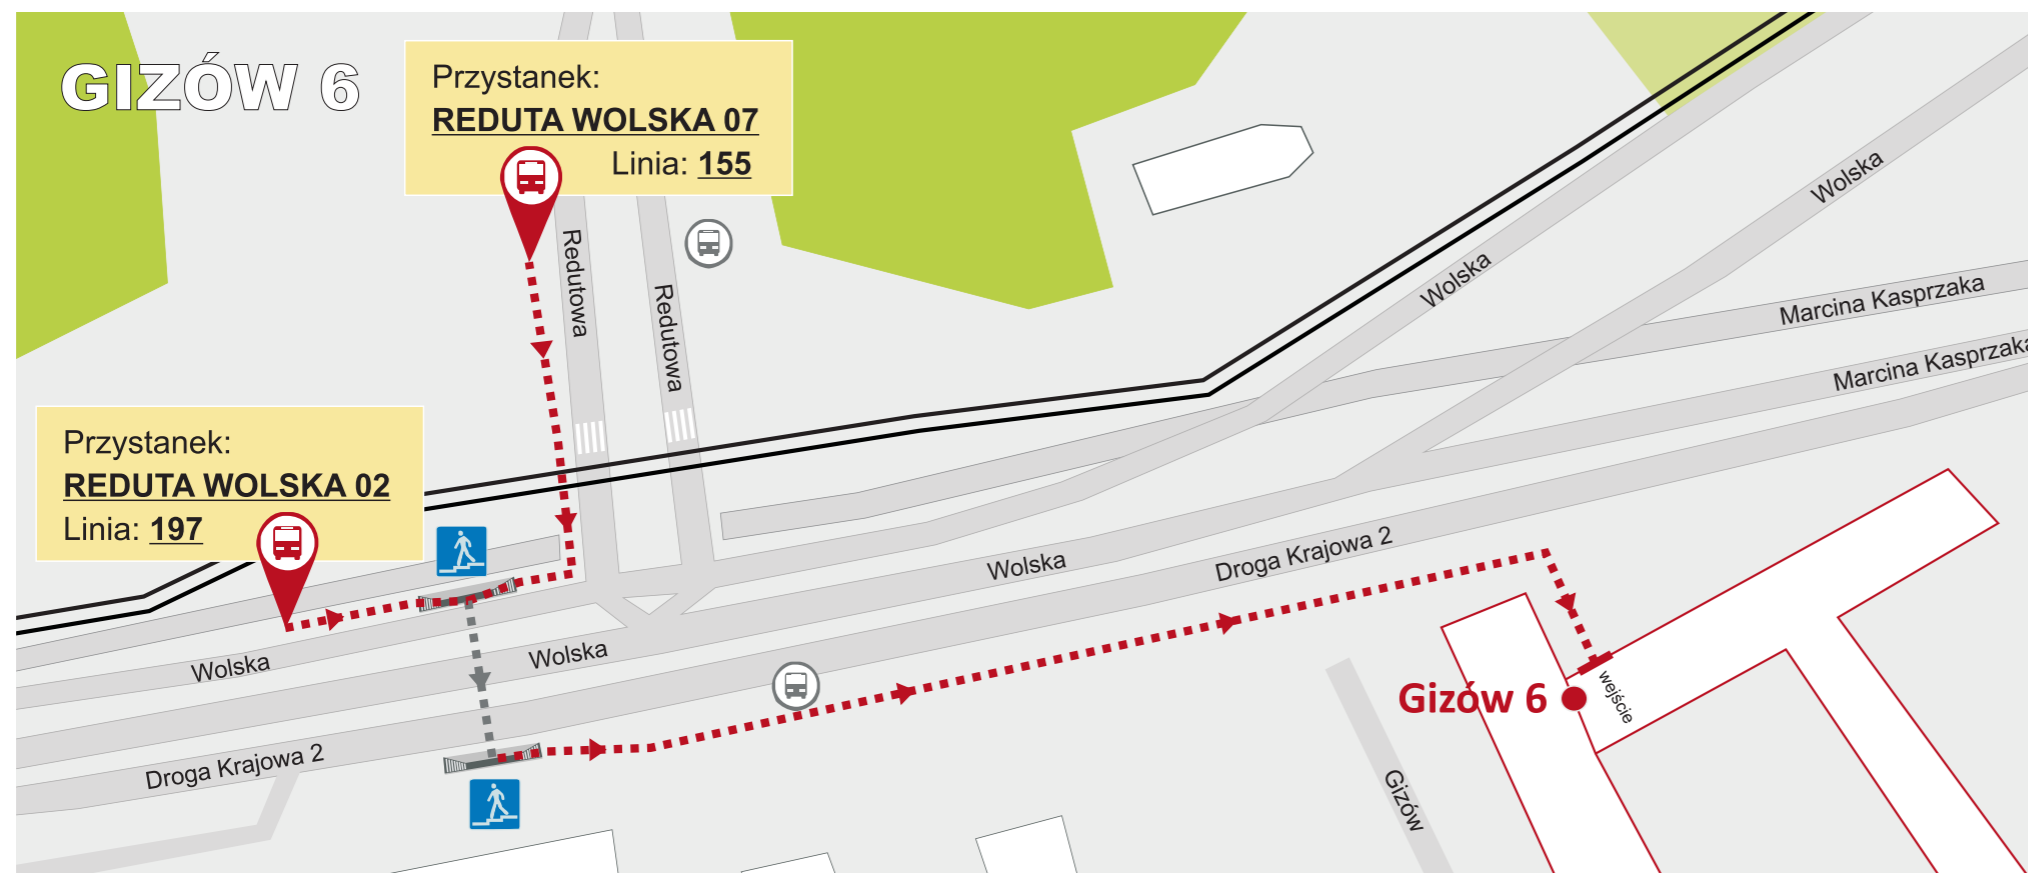 GIZÓW 6
Przystanek:
REDUTA WOLSKA 07
Linia: 155
Redutowa
Redutowa
Wolska
Wolska
Marcina Kasprzaka
Marcina Kasprzaka
Przystanek:
REDUTA WOLSKA 02
Linia: 197
Wolska
Wolska
Wolska
Droga Krajowa 2
Droga Krajowa 2
Gizów 6
wejście
Gizów